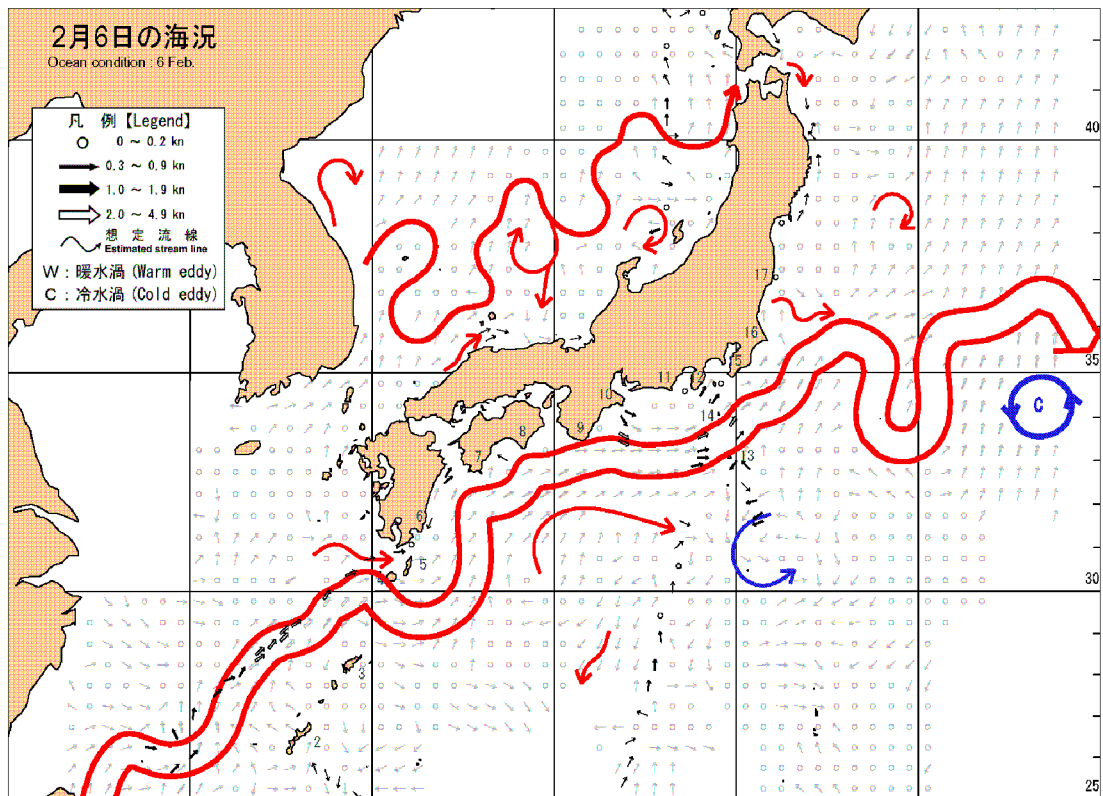 2月6日の海況
Ocean condition : 6 Feb.
凡 例【Legend】
0 ～ 0.2 kn
0.3 ～ 0.9 kn
1.0 ～ 1.9 kn
2.0 ～ 4.9 kn
想 定 流 線
Estimated stream line
W : 暖水渦 (Warm eddy)
C : 冷水渦 (Cold eddy)
40
17
16
35
15
11
12
10
14
C
9
8
7
13
6
5
30
3
2
25